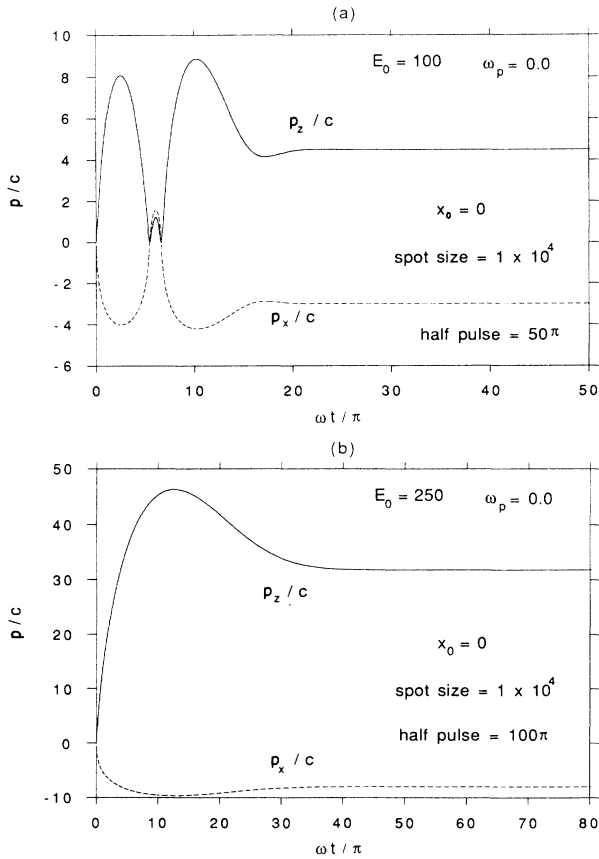 (a)
10
8
6
4
2
0
-2
-4
-6
p / c
E₀ = 100 ωₚ = 0.0
p_z / c
x₀ = 0
spot size = 1 x 10⁴
p_x / c
half pulse = 50π
0 10 20 30 40 50
ωt / π
(b)
50
40
30
20
10
0
-10
p / c
E₀ = 250 ωₚ = 0.0
p_z / c
x₀ = 0
spot size = 1 x 10⁴
half pulse = 100π
p_x / c
0 10 20 30 40 50 60 70 80
ωt / π